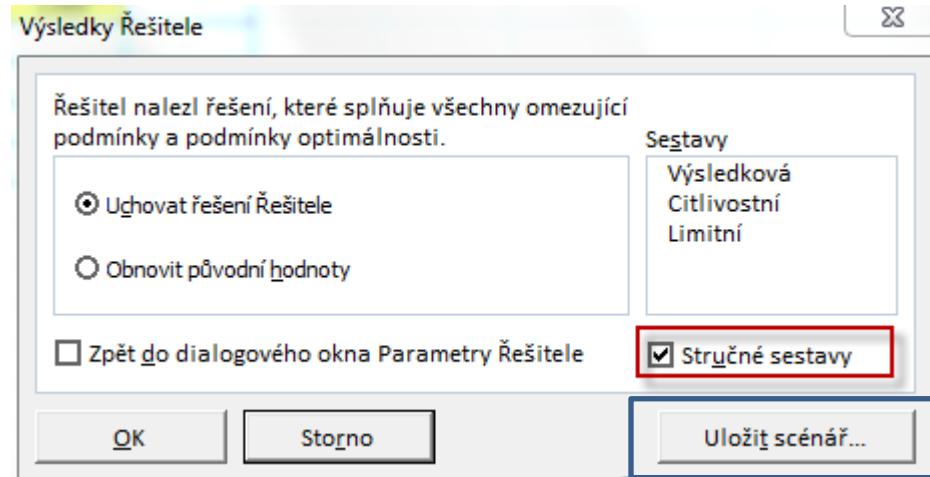 Výsledky Řešitele
Řešitel nalezl řešení, které splňuje všechny omezující
podmínky a podmínky optimálnosti.
Sestavy
Výsledková
Citlivostní
Limitní
Uchovat řešení Řešitele
Obnovit původní hodnoty
Zpět do dialogového okna Parametry Řešitele
Stručné sestavy
OK
Storno
Uložit scénář...